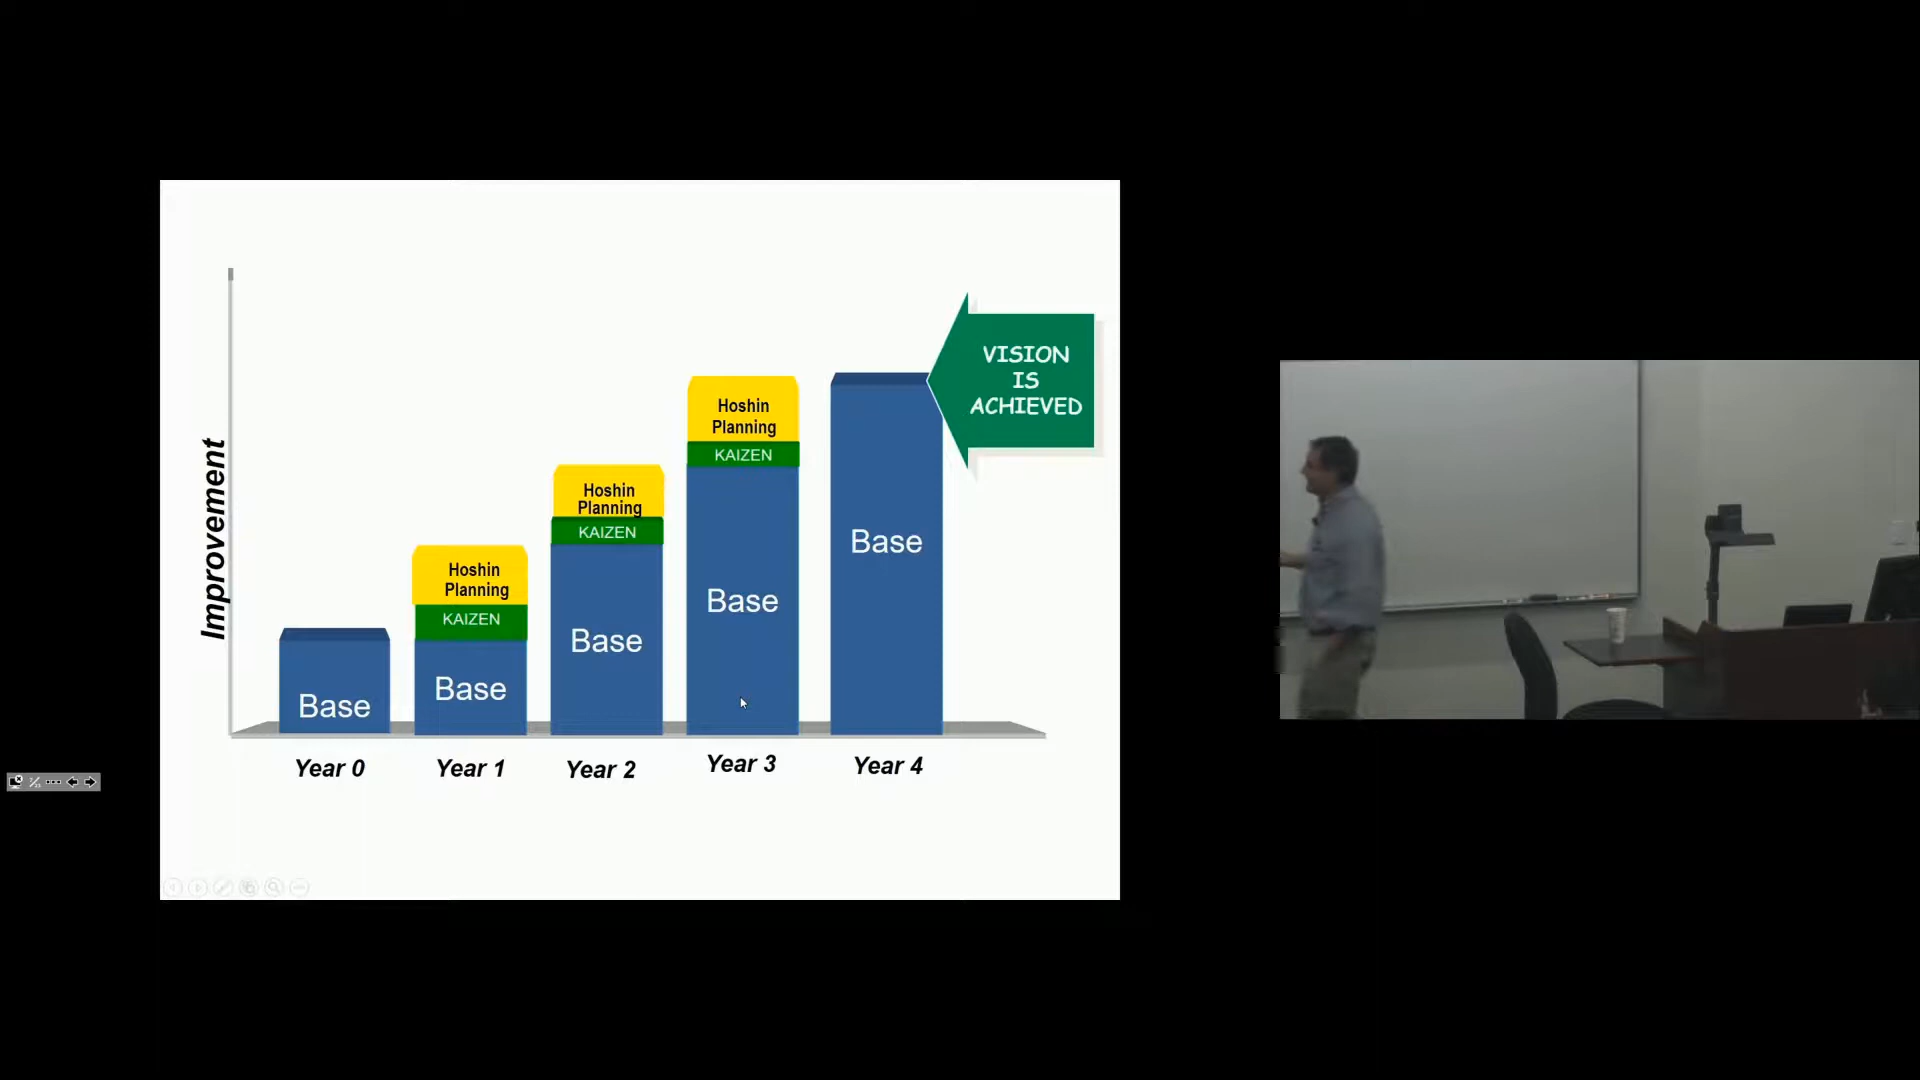 Improvement
VISION
IS
ACHIEVED
Hoshin
Planning
KAIZEN
Base
Hoshin
Planning
KAIZEN
Base
Hoshin
Planning
KAIZEN
Base
Base
Base
Year 0
Year 1
Year 2
Year 3
Year 4